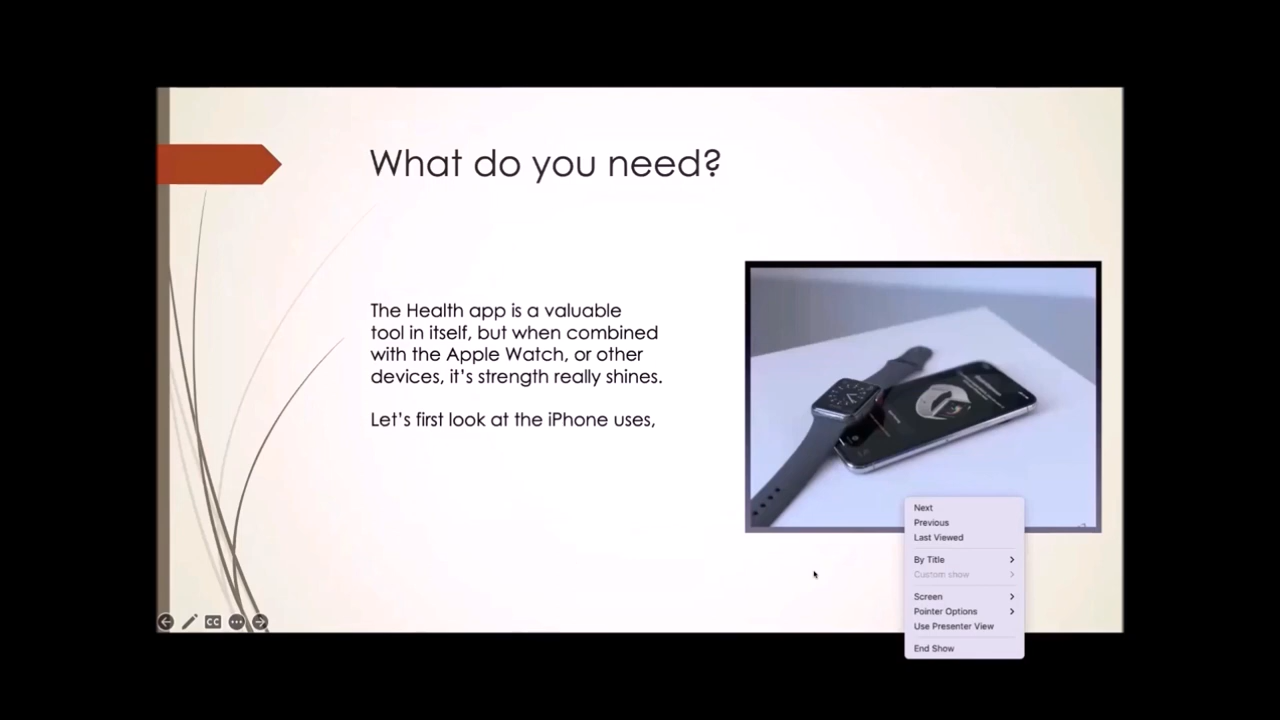 What do you need?
The Health app is a valuable
tool in itself, but when combined
with the Apple Watch, or other
devices, it’s strength really shines.
Let’s first look at the iPhone uses,
Next
Previous
Last Viewed
By Title
Custom show
Screen
Pointer Options
Use Presenter View
End Show
CC